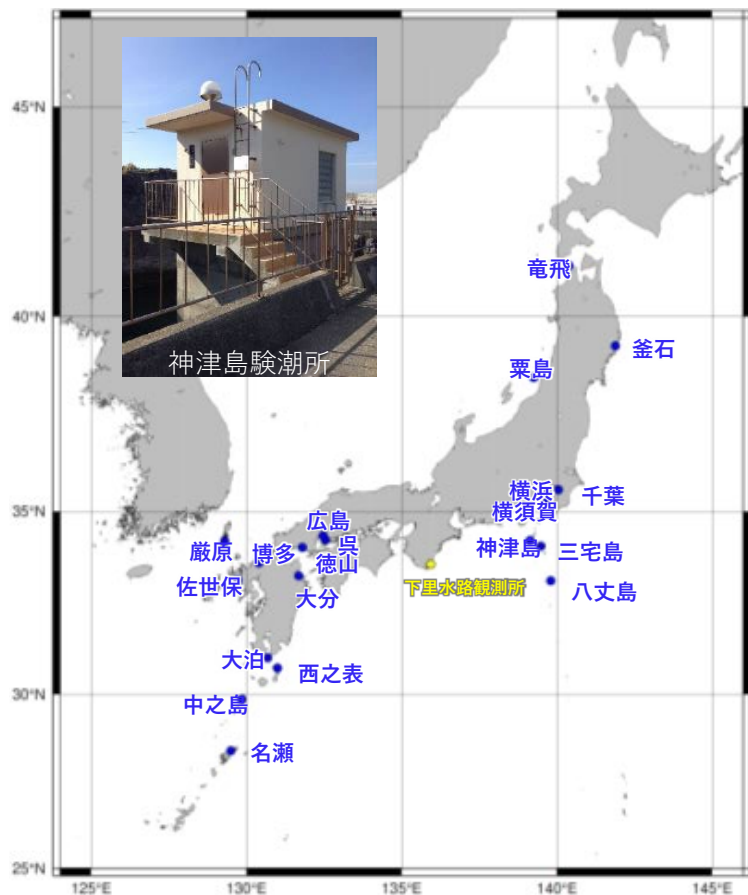 45°N
神津島験潮所
竜飛
40°N
釜石
粟島
35°N
横浜
千葉
横須賀
広島
呉
神津島
三宅島
厳原
博多
徳山
佐世保
大分
下里水路観測所
八丈島
大泊
西之表
30°N
中之島
名瀬
25°N
125°E
130°E
135°E
140°E
145°E